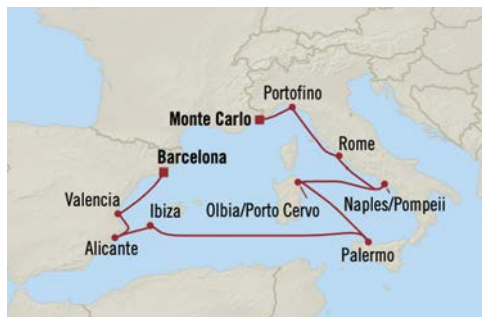 Portofino
Monte Carlo
Rome
Barcelona
Valencia
Ibiza
Olbia/Porto Cervo
Naples/Pompeii
Alicante
Palermo